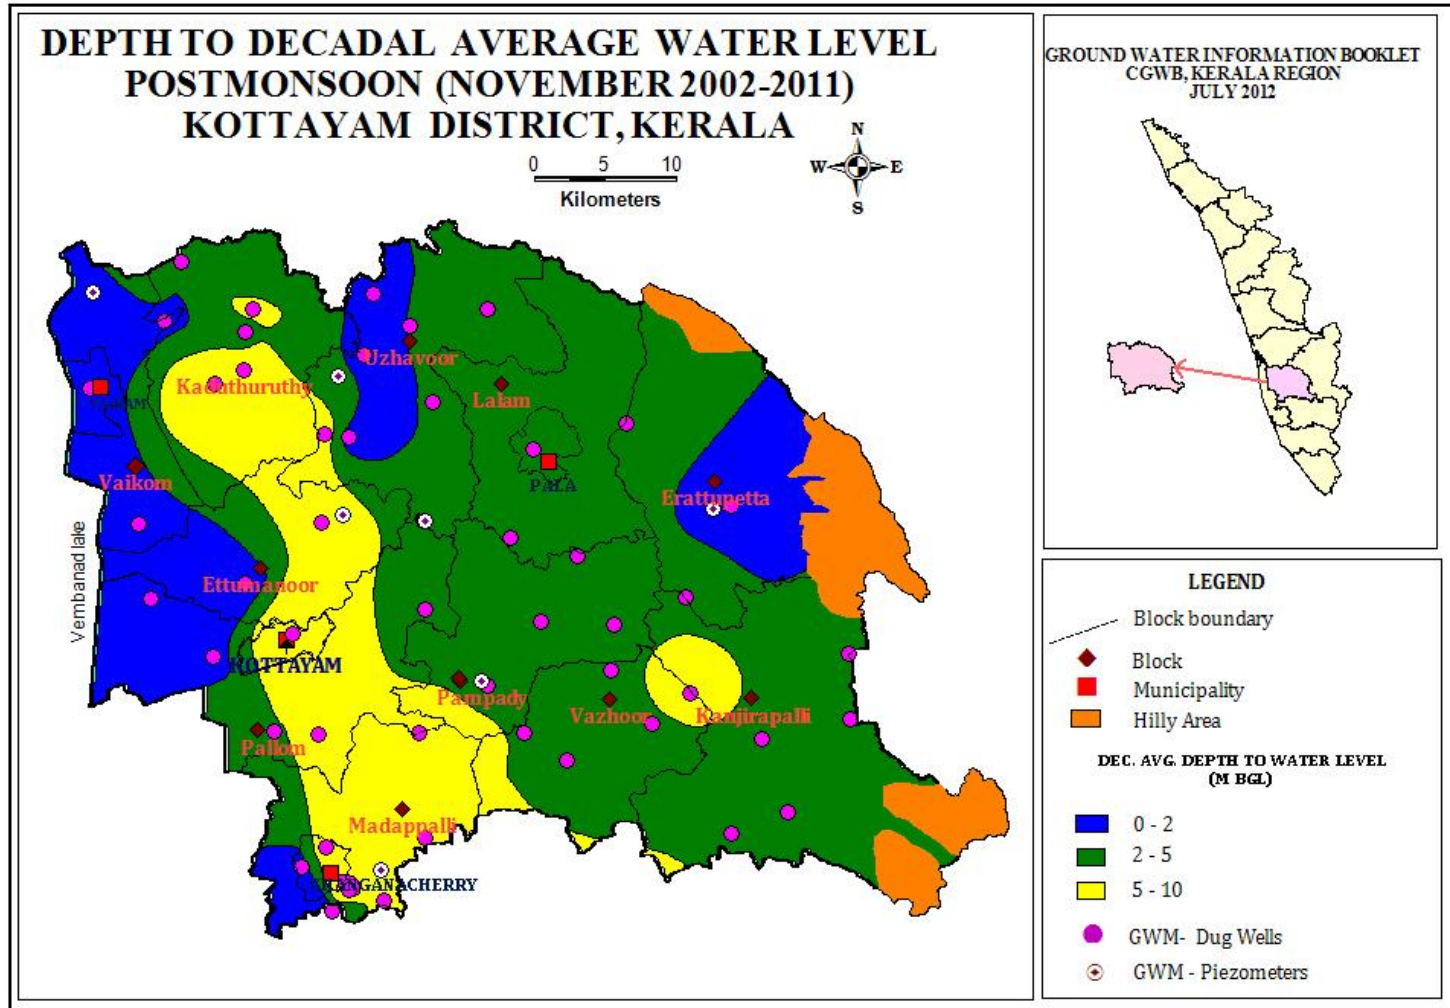 DEPTH TO DECADAL AVERAGE WATER LEVEL
POSTMONSOON (NOVEMBER 2002-2011)
KOTTAYAM DISTRICT, KERALA
N
W E
S
0 5 10
Kilometers
Uzhavoor
Kaduthuruthy
Lalam
Vaikom
PALA
Erattupetta
Vembanad lake
Ettumanoor
KOTTAYAM
Pampady
Vazhoor
Kanjirapalli
Pallom
Madappalli
CHANGANACHERRY
GROUND WATER INFORMATION BOOKLET
CGWB, KERALA REGION
JULY 2012
LEGEND
Block boundary
Block
Municipality
Hilly Area
DEC. AVG. DEPTH TO WATER LEVEL
(M BGL)
0 - 2
2 - 5
5 - 10
GWM- Dug Wells
GWM - Piezometers